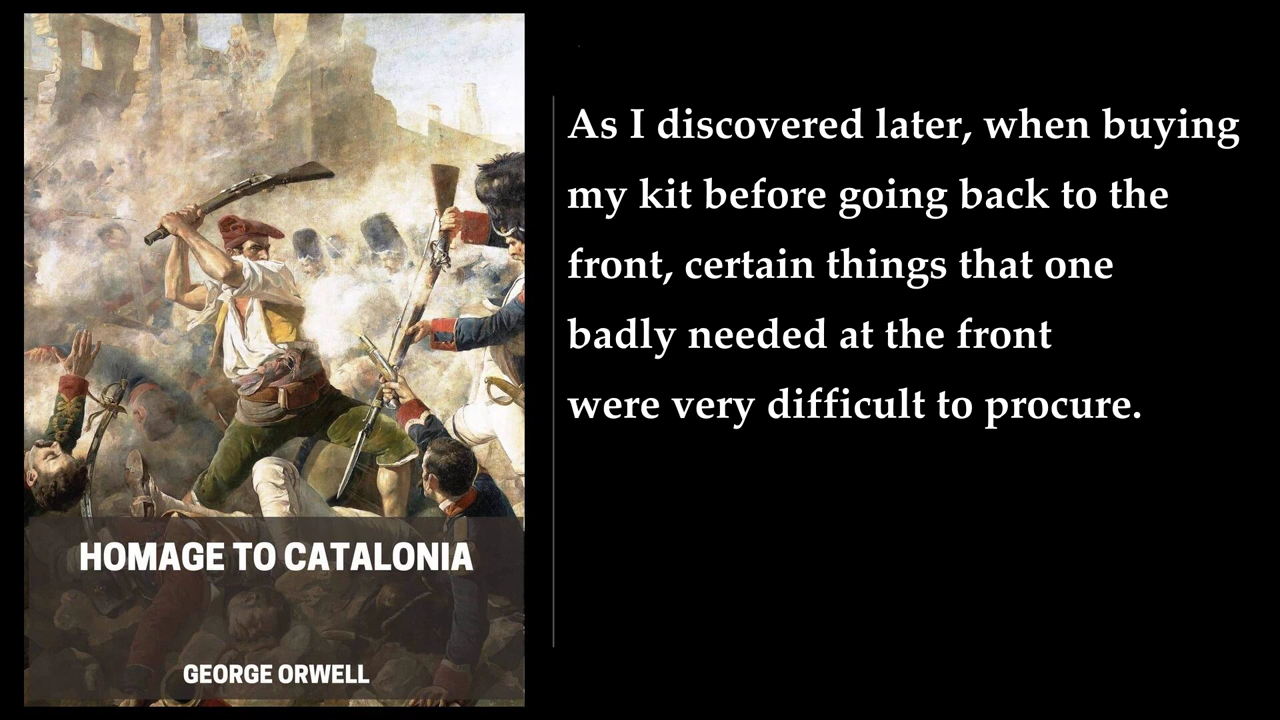 HOMAGE TO CATALONIA
GEORGE ORWELL
As I discovered later, when buying
my kit before going back to the
front, certain things that one
badly needed at the front
were very difficult to procure.